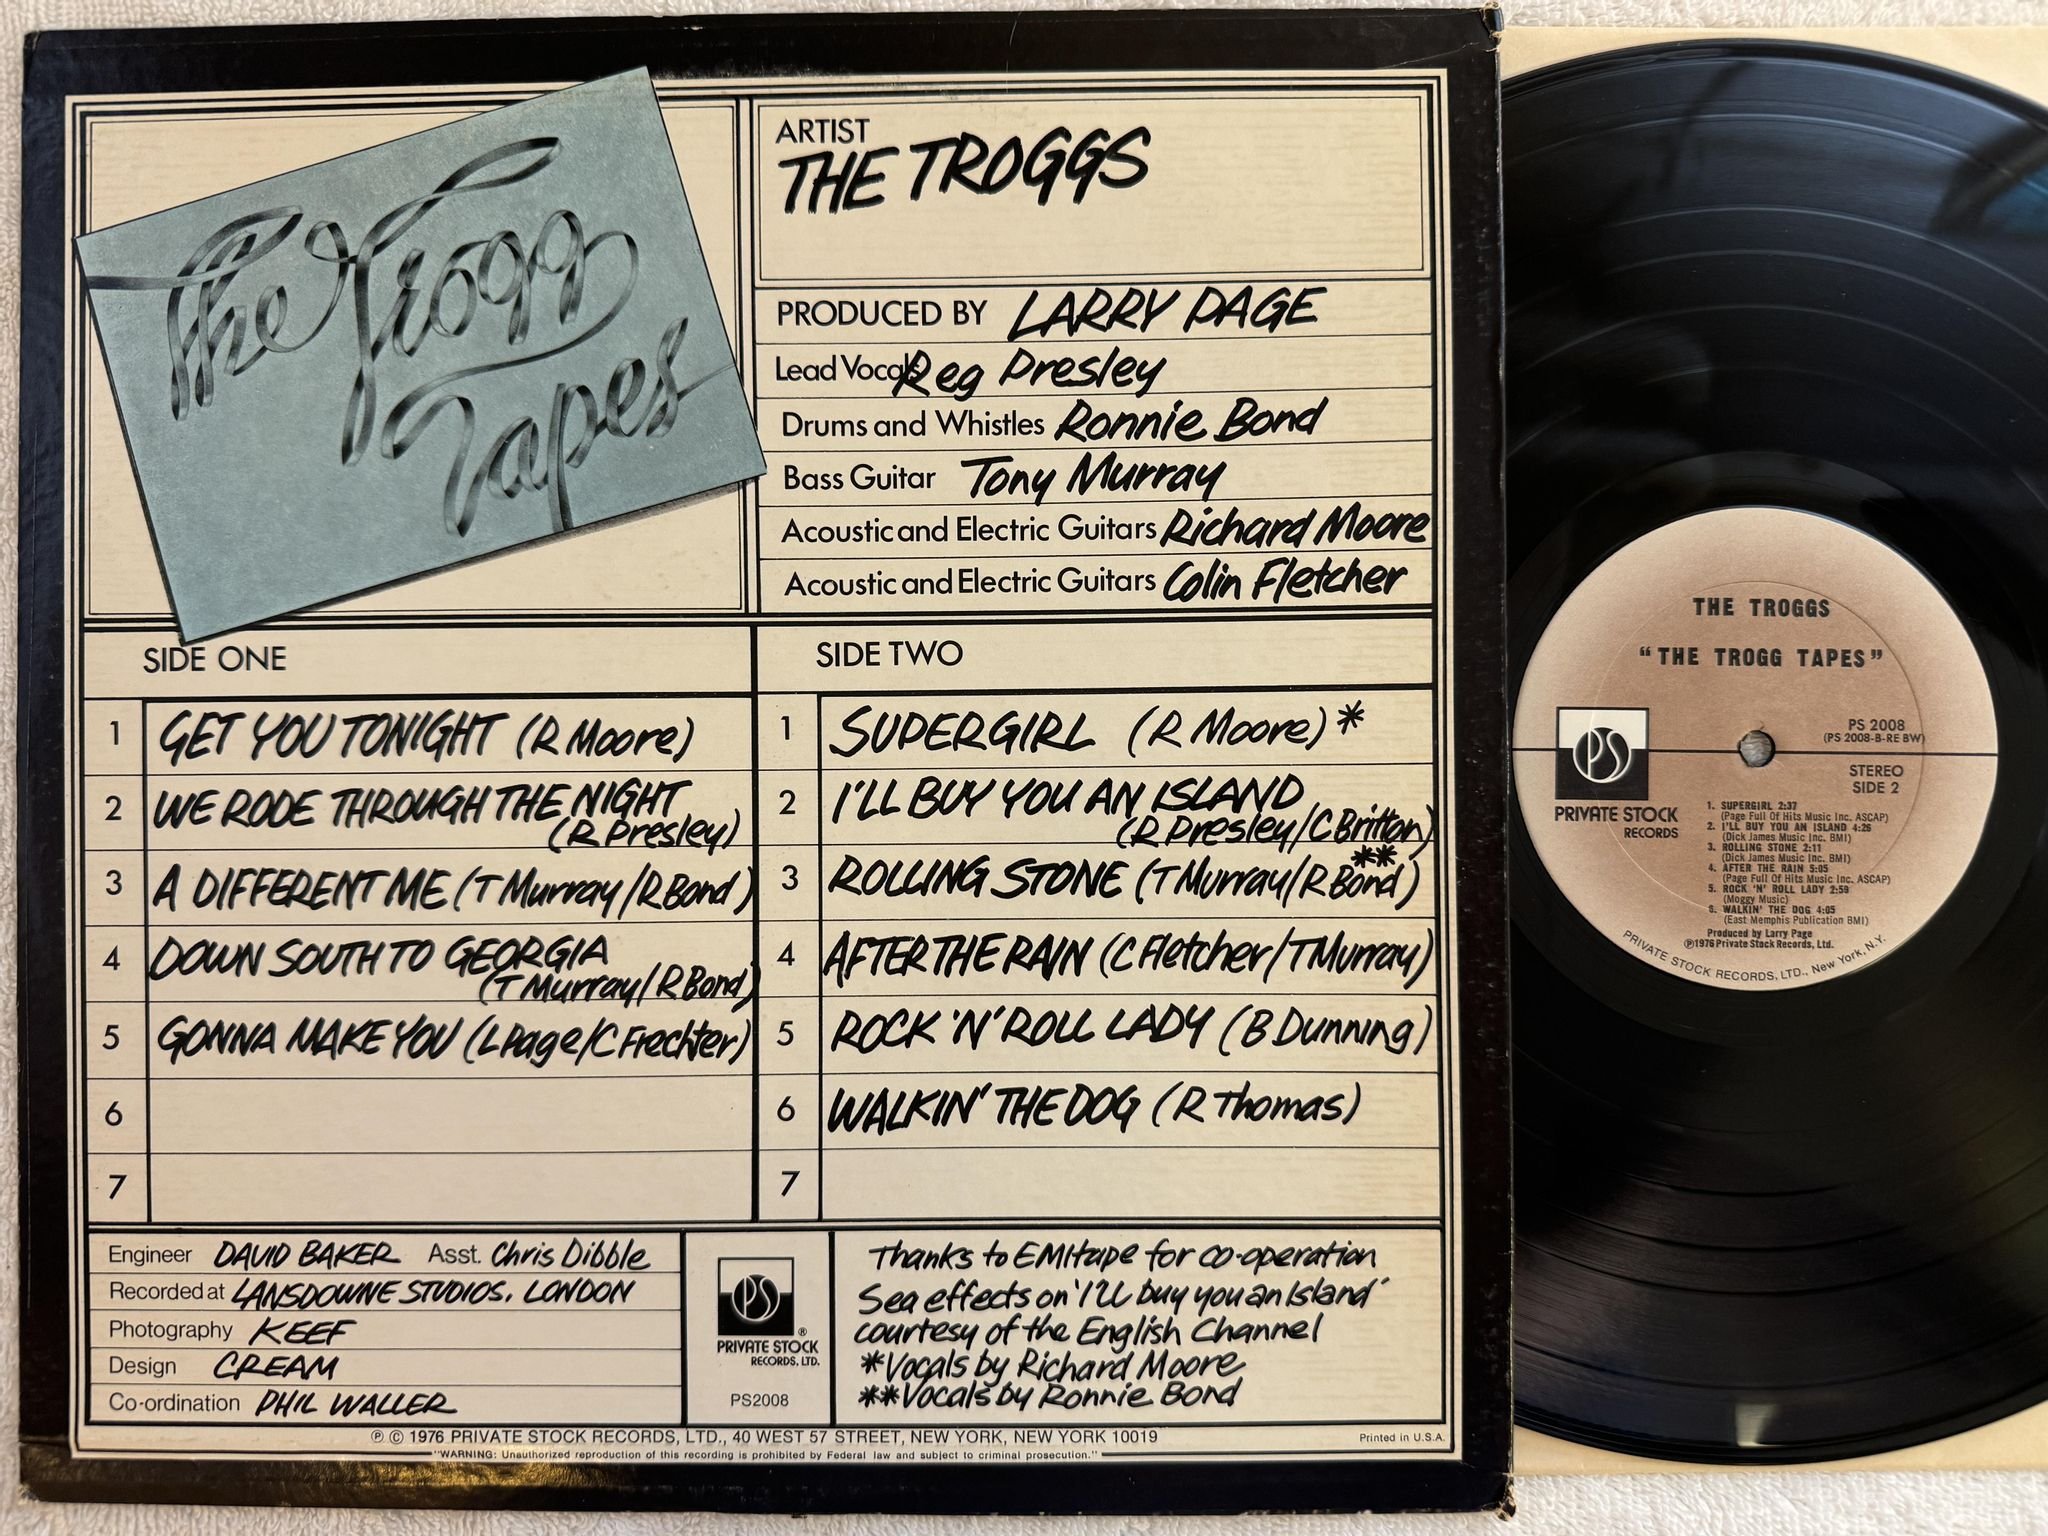 The Trogg
Tapes
ARTIST
THE TROGGS
PRODUCED BY LARRY PAGE
Lead Vocals Reg Presley
Drums and Whistles Ronnie Bond
Bass Guitar Tony Murray
Acoustic and Electric Guitars Richard Moore
Acoustic and Electric Guitars Colin Fletcher
SIDE ONE
1 GET YOU TONIGHT (R Moore)
2 WE RODE THROUGH THE NIGHT
(R Presley)
3 A DIFFERENT ME (T Murray/R Bond)
4 DOWN SOUTH TO GEORGIA
(T Murray/R Bond)
5 GONNA MAKE YOU (L Page/C Frechter)
6
7
SIDE TWO
1 SUPERGIRL (R Moore)*
2 I'LL BUY YOU AN ISLAND
(R Presley/C Britton)
3 ROLLING STONE (T Murray/R Bond)**
4 AFTER THE RAIN (C Fletcher/T Murray)
5 ROCK 'N' ROLL LADY (B Dunning)
6 WALKIN' THE DOG (R Thomas)
7
Engineer DAVID BAKER Asst. Chris Dibble
Recorded at LANSDOWNE STUDIOS, LONDON
Photography KEEF
Design CREAM
Co-ordination PHIL WALLER
PS
®
PRIVATE STOCK
RECORDS, LTD.
PS2008
Thanks to EMItape for co-operation
Sea effects on 'I'll buy you an Island'
courtesy of the English Channel
*Vocals by Richard Moore
**Vocals by Ronnie Bond
Ⓟ © 1976 PRIVATE STOCK RECORDS, LTD., 40 WEST 57 STREET, NEW YORK, NEW YORK 10019
Printed in U.S.A.
"WARNING: Unauthorized reproduction of this recording is prohibited by Federal law and subject to criminal prosecution."
THE TROGGS
"THE TROGG TAPES"
PS
PRIVATE STOCK
RECORDS
PS 2008
(PS 2008-B-RE BW)
STEREO
SIDE 2
1. SUPERGIRL 2:37
(Page Full Of Hits Music Inc. ASCAP)
2. I'LL BUY YOU AN ISLAND 4:26
(Dick James Music Inc. BMI)
3. ROLLING STONE 2:11
(Dick James Music Inc. BMI)
4. AFTER THE RAIN 5:05
(Page Full Of Hits Music Inc. ASCAP)
5. ROCK 'N' ROLL LADY 2:59
(Moggy Music)
6. WALKIN' THE DOG 4:05
(East Memphis Publication BMI)
Produced by Larry Page
Ⓟ1976 Private Stock Records, Ltd.
PRIVATE STOCK RECORDS, LTD., New York, N.Y.